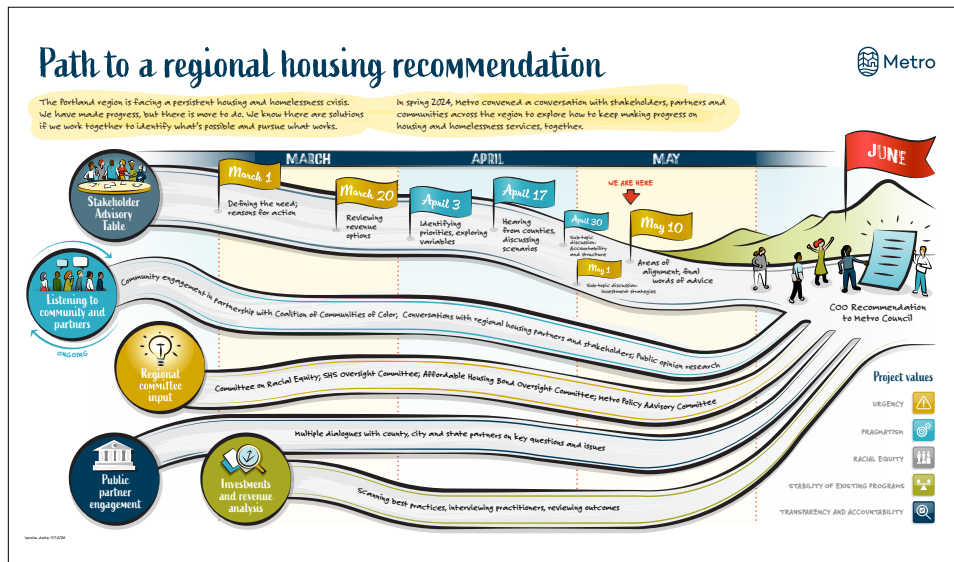 Path to a regional housing recommendation
Metro
The Portland region is facing a persistent housing and homelessness crisis.
We have made progress, but there is more to do. We know there are solutions
if we work together to identify what's possible and pursue what works.
In spring 2024, Metro convened a conversation with stakeholders, partners and
communities across the region to explore how to keep making progress on
housing and homelessness services, together.
MARCH
APRIL
MAY
JUNE
Stakeholder
Advisory
Table
March 1
Defining the need;
reasons for action
March 20
Reviewing
revenue
options
April 3
Identifying
priorities, exploring
variables
April 17
Hearing
from counties,
discussing
scenarios
April 30
Sub-topic
discussion:
Accountability
and structure
May 1
Sub-topic discussion:
Investment strategies
WE ARE HERE
May 10
Areas of
alignment, final
words of advice
COO Recommendation
to Metro Council
Listening to
community and
partners
ONGOING
Community engagement in partnership with Coalition of Communities of Color; Conversations with regional housing partners and stakeholders; Public opinion research
Regional
committee
input
Committee on Racial Equity; SHS Oversight Committee; Affordable Housing Bond Oversight Committee; Metro Policy Advisory Committee
Public
partner
engagement
Multiple dialogues with county, city and state partners on key questions and issues
Investments
and revenue
analysis
Scanning best practices, interviewing practitioners, reviewing outcomes
Project values
URGENCY
PRAGMATISM
RACIAL EQUITY
STABILITY OF EXISTING PROGRAMS
TRANSPARENCY AND ACCOUNTABILITY